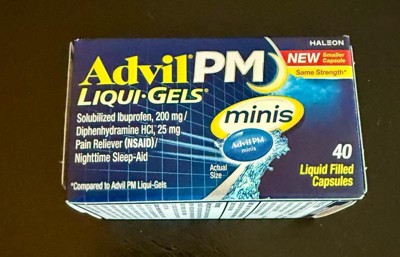 HALEON
NEW Smaller Capsule
Same Strength*
Advil PM
LIQUI·GELS®
minis
Solubilized Ibuprofen, 200 mg /
Diphenhydramine HCl, 25 mg
Pain Reliever (NSAID) /
Nighttime Sleep-Aid
Advil PM
minis
Actual
Size
40
Liquid Filled
Capsules
*Compared to Advil PM Liqui-Gels